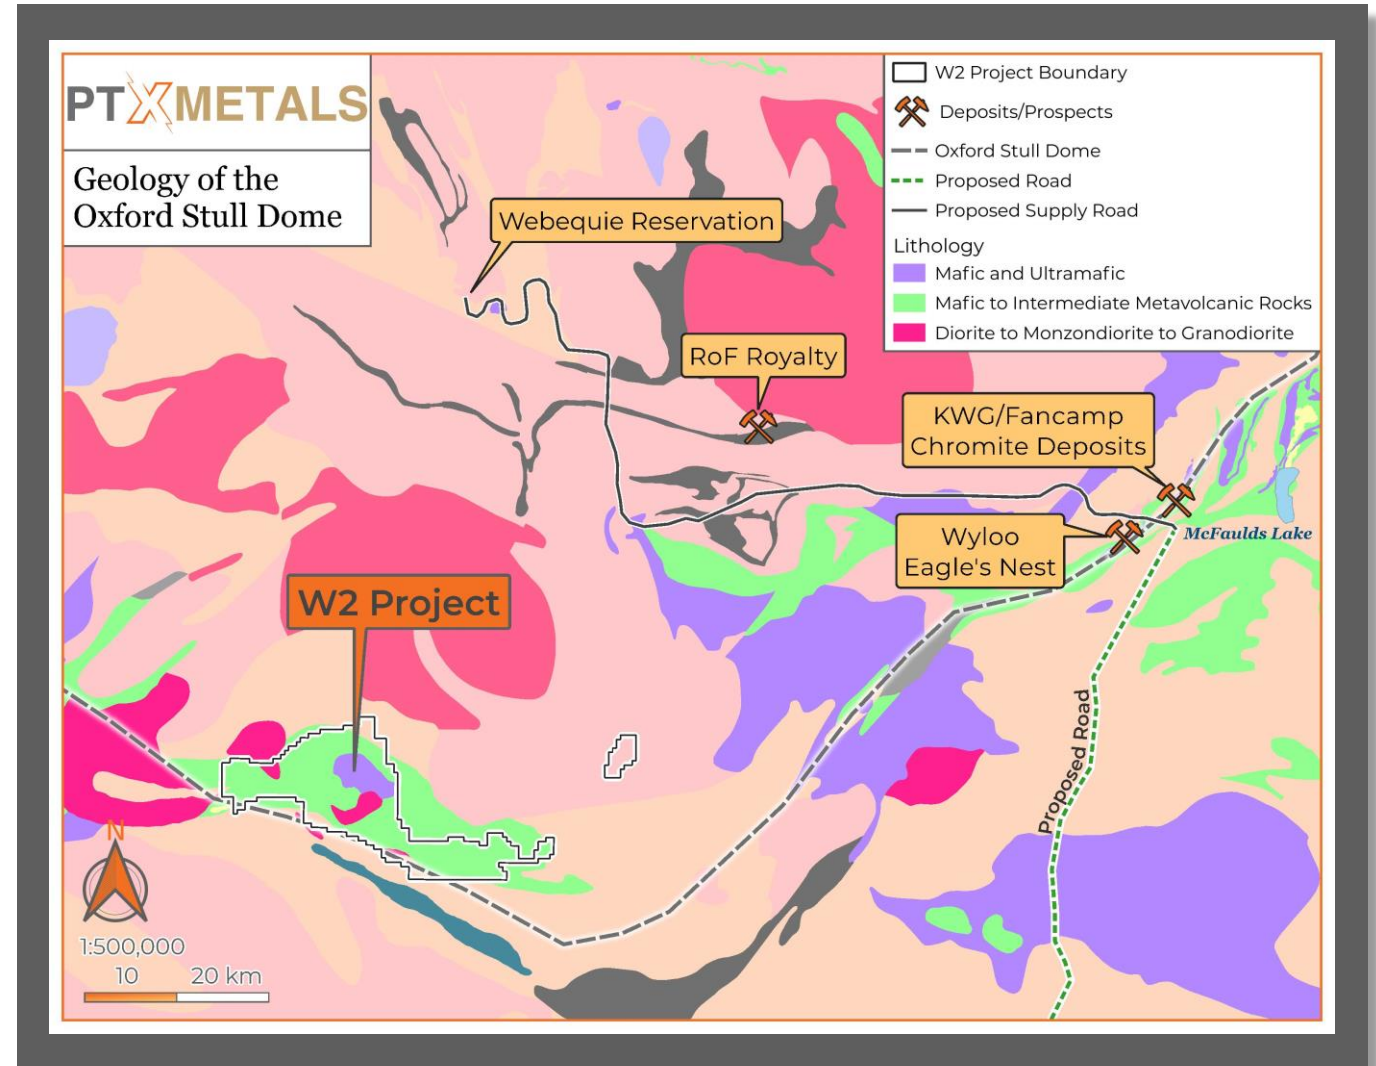 PTXMETALS
Geology of the
Oxford Stull Dome
W2 Project Boundary
Deposits/Prospects
Oxford Stull Dome
Proposed Road
Proposed Supply Road
Lithology
Mafic and Ultramafic
Mafic to Intermediate Metavolcanic Rocks
Diorite to Monzondiorite to Granodiorite
Webequie Reservation
RoF Royalty
KWG/Fancamp
Chromite Deposits
Wyloo
Eagle's Nest
McFaulds Lake
W2 Project
Proposed Road
N
1:500,000
10 20 km